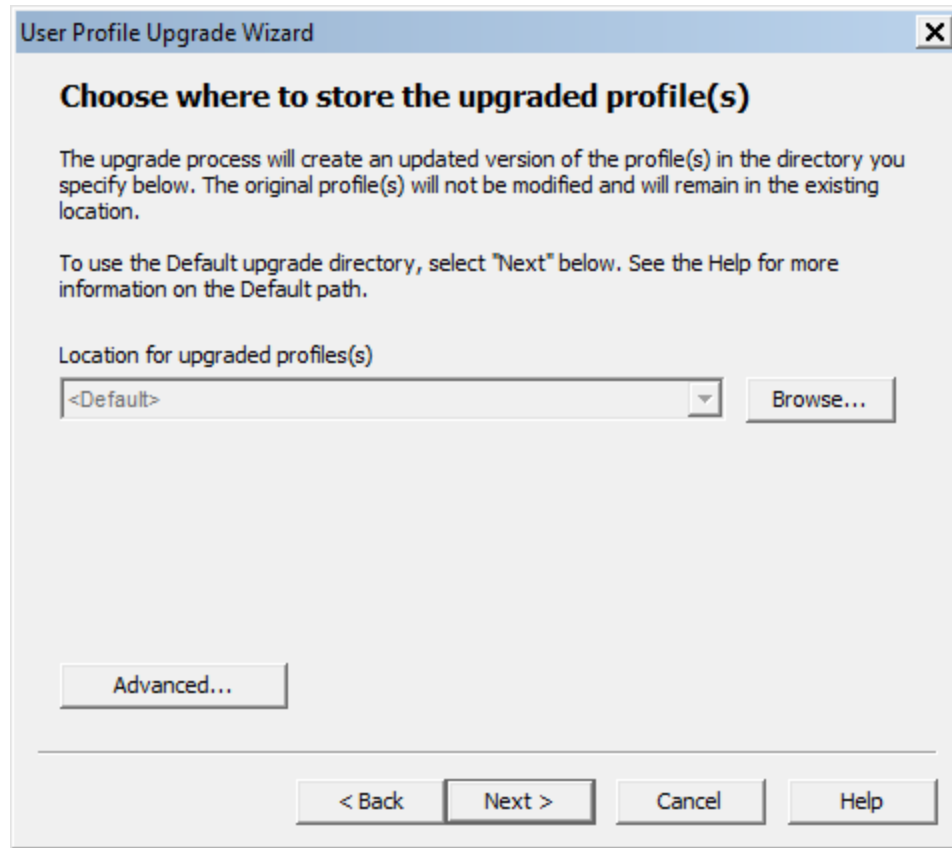 User Profile Upgrade Wizard
Choose where to store the upgraded profile(s)
The upgrade process will create an updated version of the profile(s) in the directory you
specify below. The original profile(s) will not be modified and will remain in the existing
location.
To use the Default upgrade directory, select "Next" below. See the Help for more
information on the Default path.
Location for upgraded profiles(s)
<Default>
Browse...
Advanced...
< Back
Next >
Cancel
Help